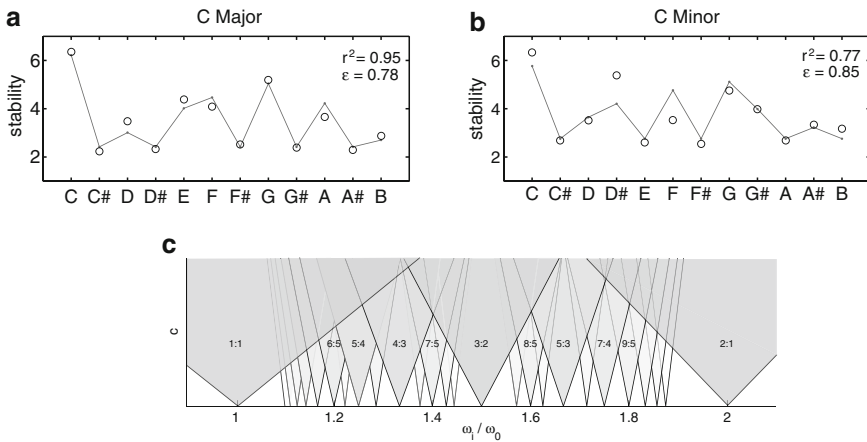 a
C Major
r² = 0.95
ε = 0.78
stability
6
4
2
C C# D D# E F F# G G# A A# B
b
C Minor
r² = 0.77
ε = 0.85
stability
6
4
2
C C# D D# E F F# G G# A A# B
c
c
1:1 6:5 5:4 4:3 7:5 3:2 8:5 5:3 7:4 9:5 2:1
1 1.2 1.4 1.6 1.8 2
ωi / ω0